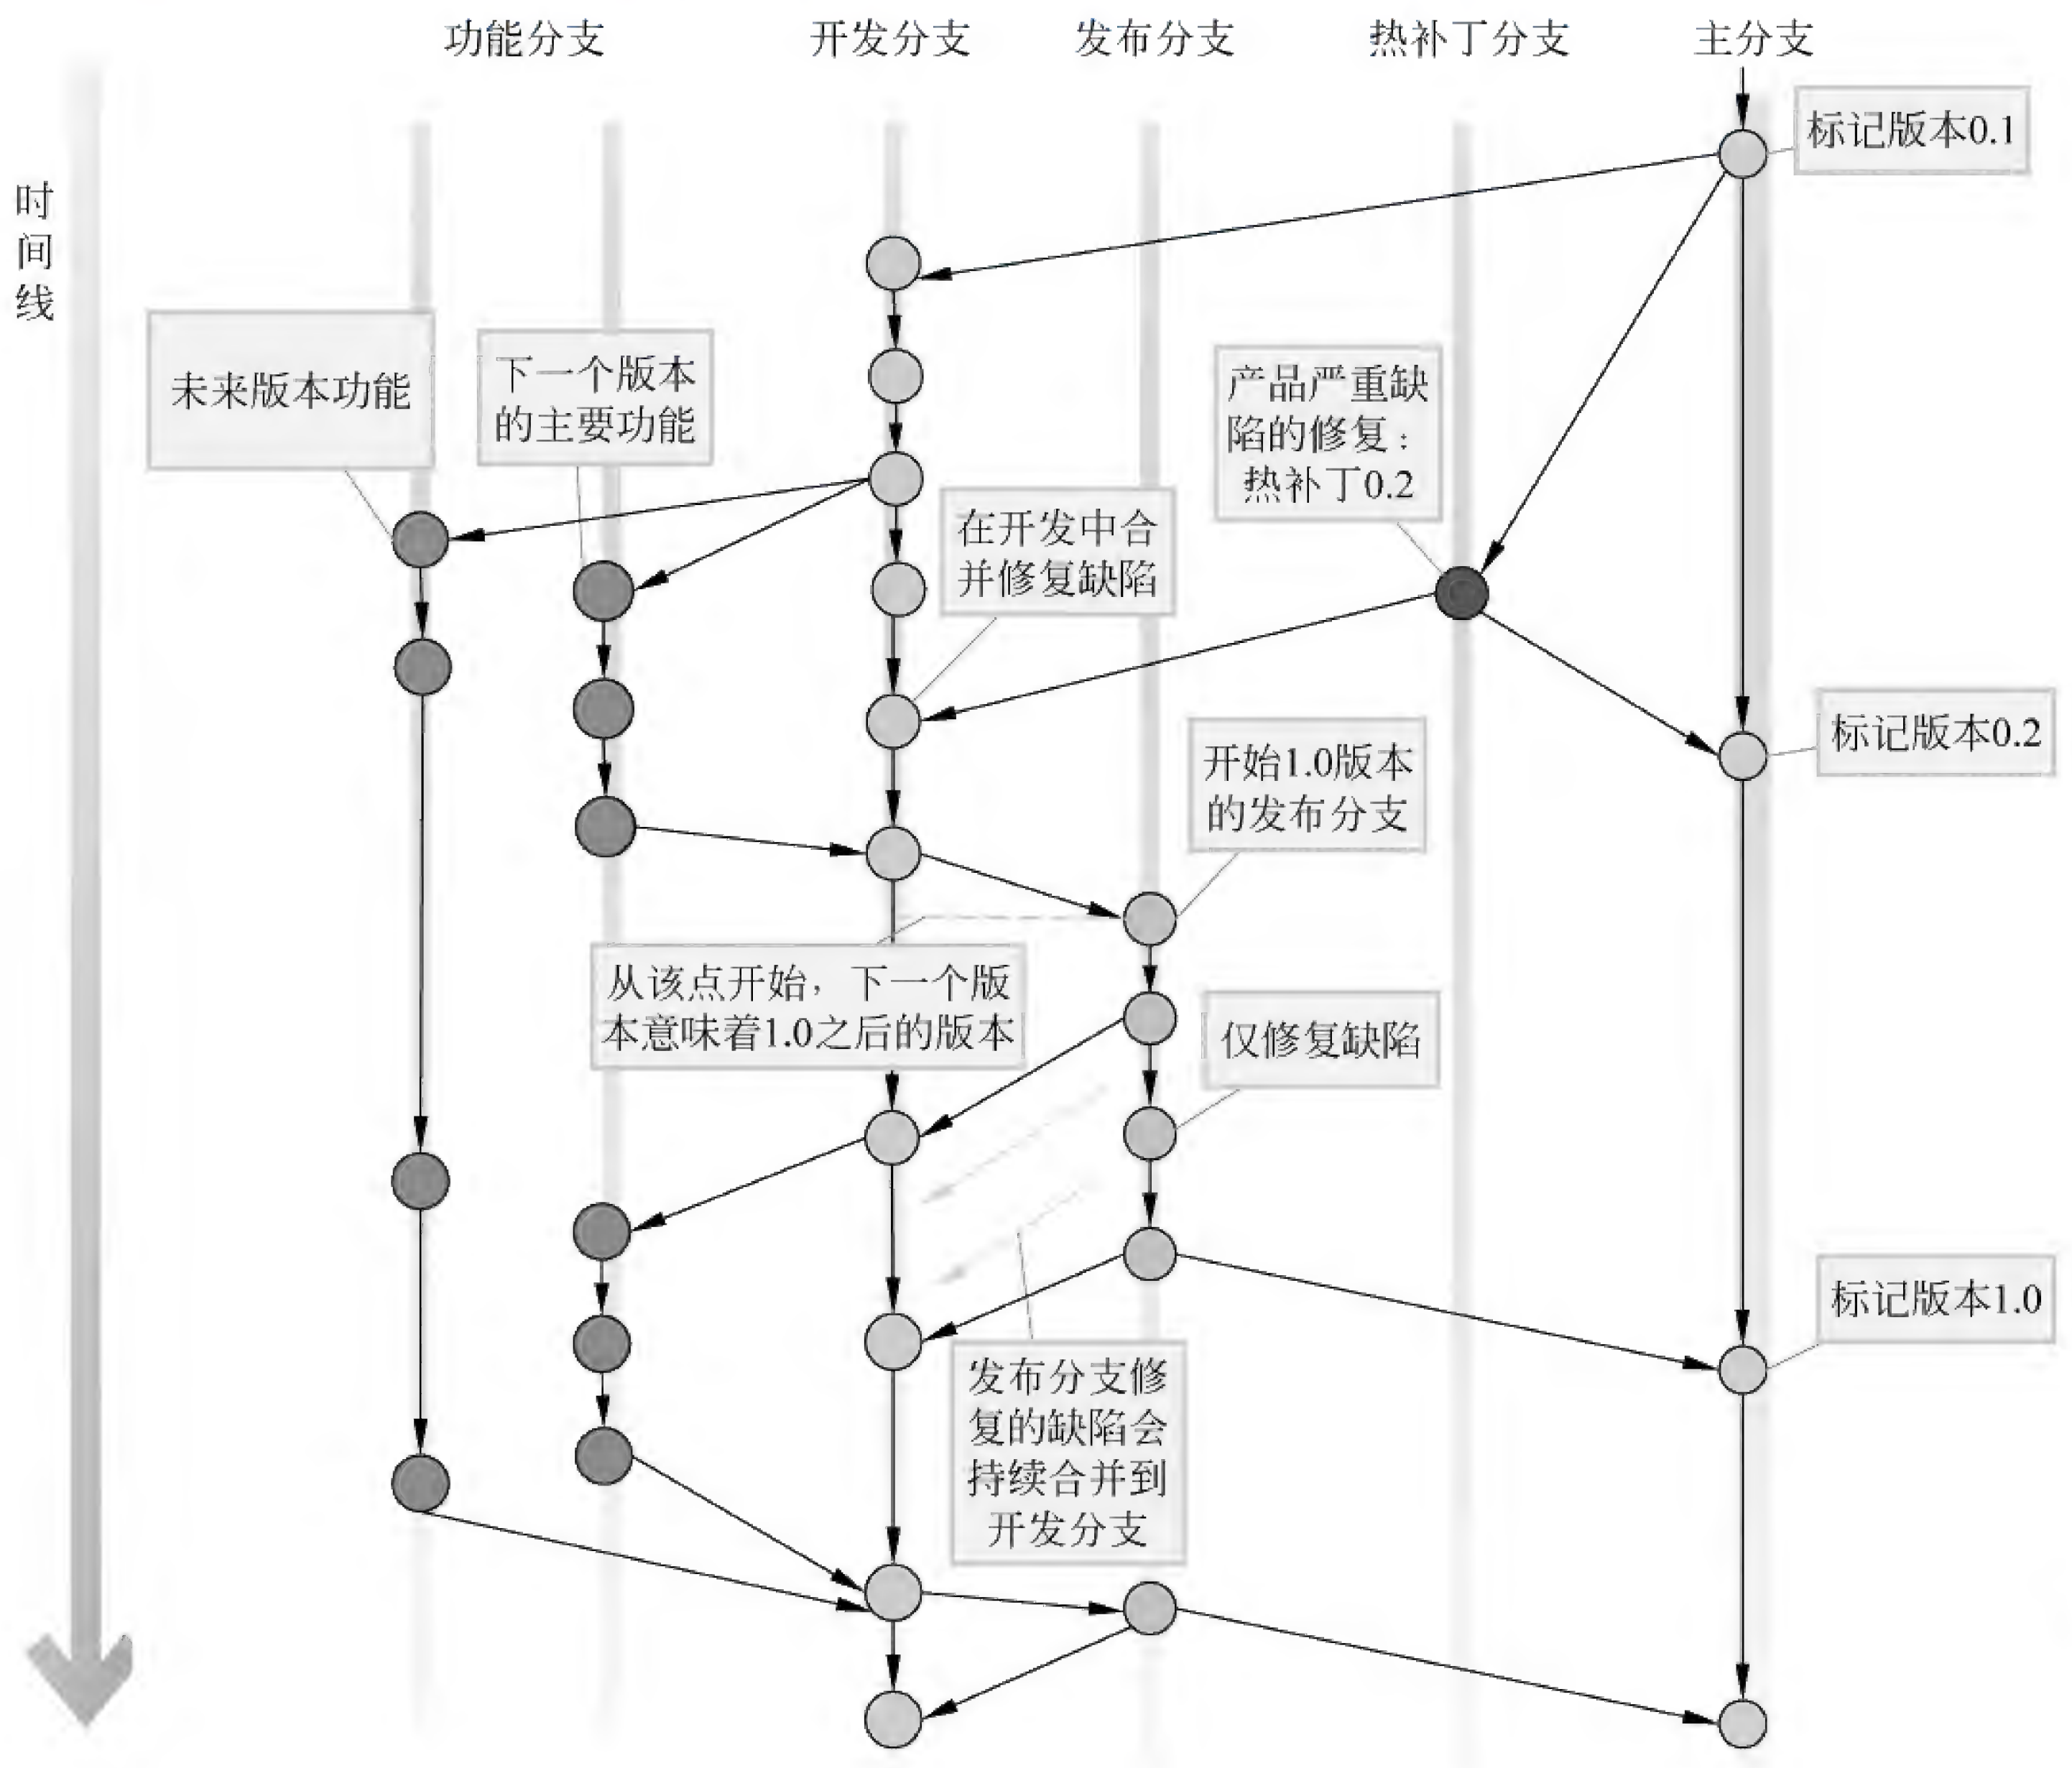 功能分支
开发分支
发布分支
热补丁分支
主分支
标记版本0.1
时
间
线
未来版本功能
下一个版本
的主要功能
产品严重缺
陷的修复：
热补丁0.2
在开发中合
并修复缺陷
标记版本0.2
开始1.0版本
的发布分支
从该点开始，下一个版
本意味着1.0之后的版本
仅修复缺陷
标记版本1.0
发布分支修
复的缺陷会
持续合并到
开发分支